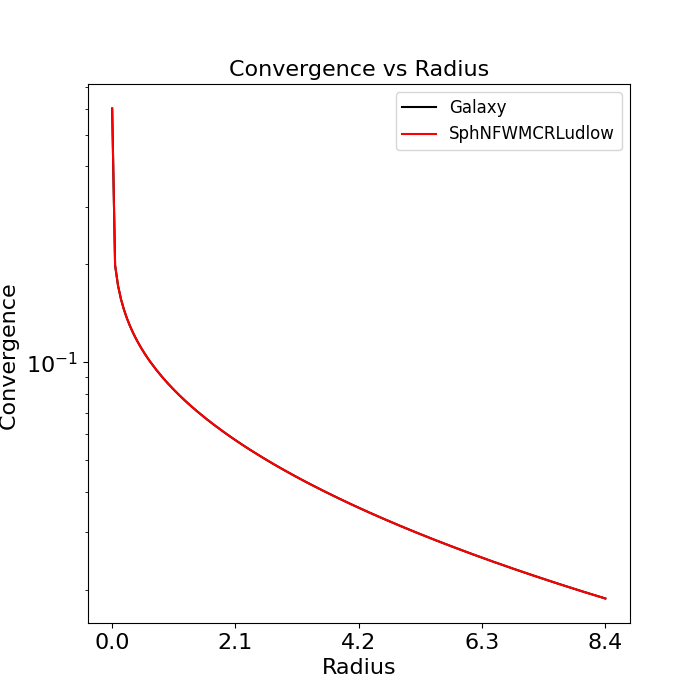 Convergence vs Radius
Galaxy
SphNFWMCRLudlow
Convergence
10⁻¹
0.0 2.1 4.2 6.3 8.4
Radius